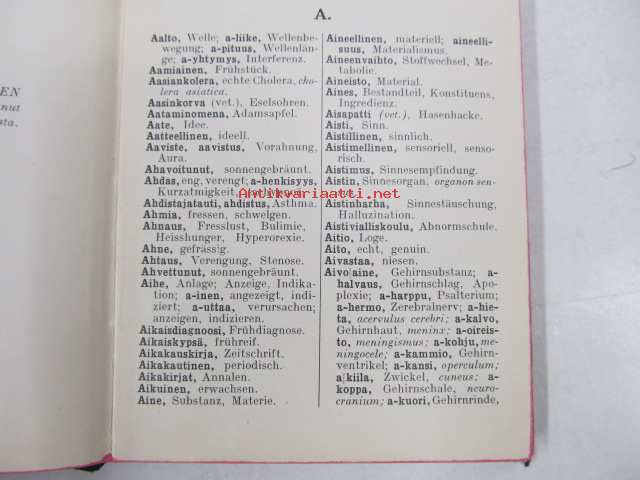 EN
nut
sta.
A.
Aalto, Welle; a-liike, Wellenbe-
wegung; a-pituus, Wellenlän-
ge; a-yhtymys, Interferenz.
Aamiainen, Frühstück.
Aasiankolera, echte Cholera, cho-
lera asiatica.
Aasinkorva (vet.), Eselsohren.
Aataminomena, Adamsapfel.
Aate, Idee.
Aatteellinen, ideell.
Aaviste, aavistus, Vorahnung,
Aura.
Ahavoitunut, sonnengebräunt.
Ahdas, eng, verengt; a-henkisyys,
Kurzatmigkeit,
Ahdistajatauti, ahdistus, Asthma.
Ahmia, fressen, schwelgen.
Ahnaus, Fresslust, Bulimie,
Heisshunger, Hyperorexie.
Ahne, gefrässig.
Ahtaus, Verengung, Stenose.
Ahvettunut, sonnengebräunt.
Aihe, Anlage; Anzeige, Indika-
tion; a-inen, angezeigt, indi-
ziert; a-uttaa, verursachen;
anzeigen, indizieren.
Aikaisdiagnoosi, Frühdiagnose.
Aikaiskypsä, frühreif.
Aikakauskirja, Zeitschrift.
Aikakautinen, periodisch.
Aikakirjat, Annalen.
Aikuinen, erwachsen.
Aine, Substanz, Materie.
Aineellinen, materiell; aineelli-
suus, Materialismus.
Aineenvaihto, Stoffwechsel, Me-
tabolie.
Aineisto, Material.
Aines, Bestandteil, Konstituens,
Ingredienz.
Aisapatti (vet.), Hasenhacke.
Aisti, Sinn.
Aistillinen, sinnlich.
Aistimellinen, sensoriell, senso-
risch.
Aistimus, Sinnesempfindung.
Aistin, Sinnesorgan, organon sen-
Aistinharha, Sinnestäuschung,
Halluzination.
Aistivialliskoulu, Abnormschule.
Aitio, Loge.
Aito, echt, genuin.
Aivastaa, niesen.
Aivo|aine, Gehirnsubstanz; a-
halvaus, Gehirnschlag, Apo-
plexie; a-harppu, Psalterium;
a-hermo, Zerebralnerv; a-hie-
ta, acervulus cerebri; a-kalvo,
Gehirnhaut, meninx; a-oireis-
to, meningismus; a-kohju, me-
ningocele; a-kammio, Gehirn-
ventrikel; a-kansi, operculum;
a|kiila, Zwickel, cuneus; a-
koppa, Gehirnschale, neuro-
cranium; a-kuori, Gehirnrinde,
Antikvariaatti.net